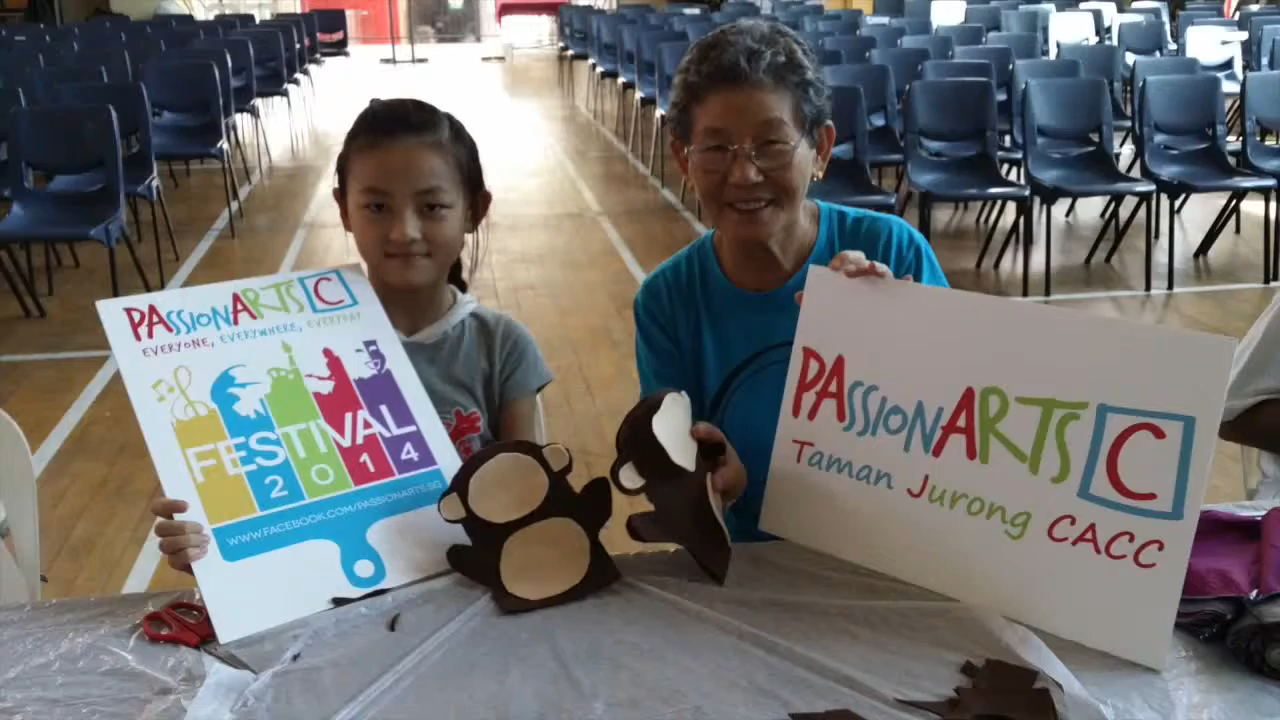 PASSIONARTS C
EVERYONE, EVERYWHERE, EVERYDAY
FESTIVAL
2014
WWW.FACEBOOK.COM/PASSIONARTS.SG
PASSIONARTS C
Taman Jurong CACC